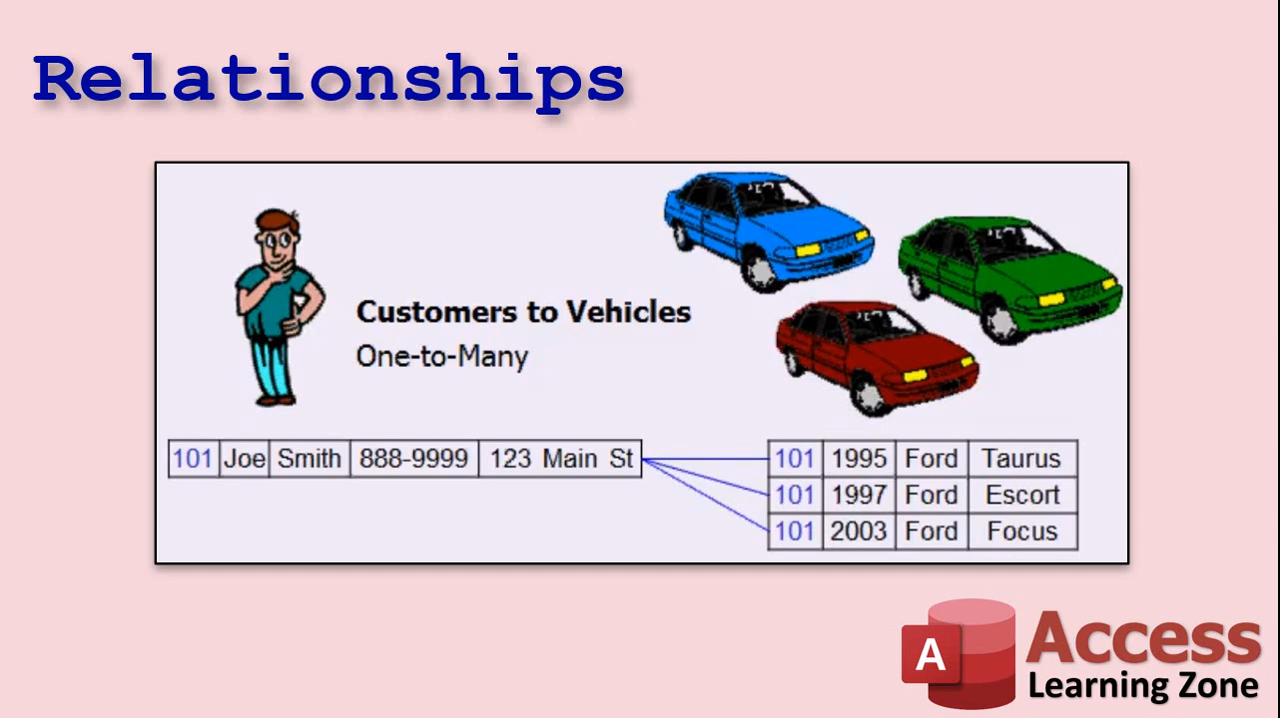 Relationships
Customers to Vehicles
One-to-Many
101 Joe Smith 888-9999 123 Main St
101 1995 Ford Taurus
101 1997 Ford Escort
101 2003 Ford Focus
A
Access
Learning Zone